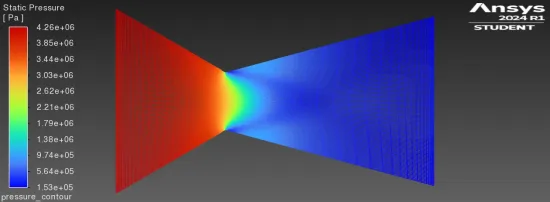 Static Pressure
[ Pa ]
4.26e+06
3.85e+06
3.44e+06
3.03e+06
2.62e+06
2.21e+06
1.79e+06
1.38e+06
9.74e+05
5.64e+05
1.53e+05
pressure_contour
Ansys
2024 R1
STUDENT